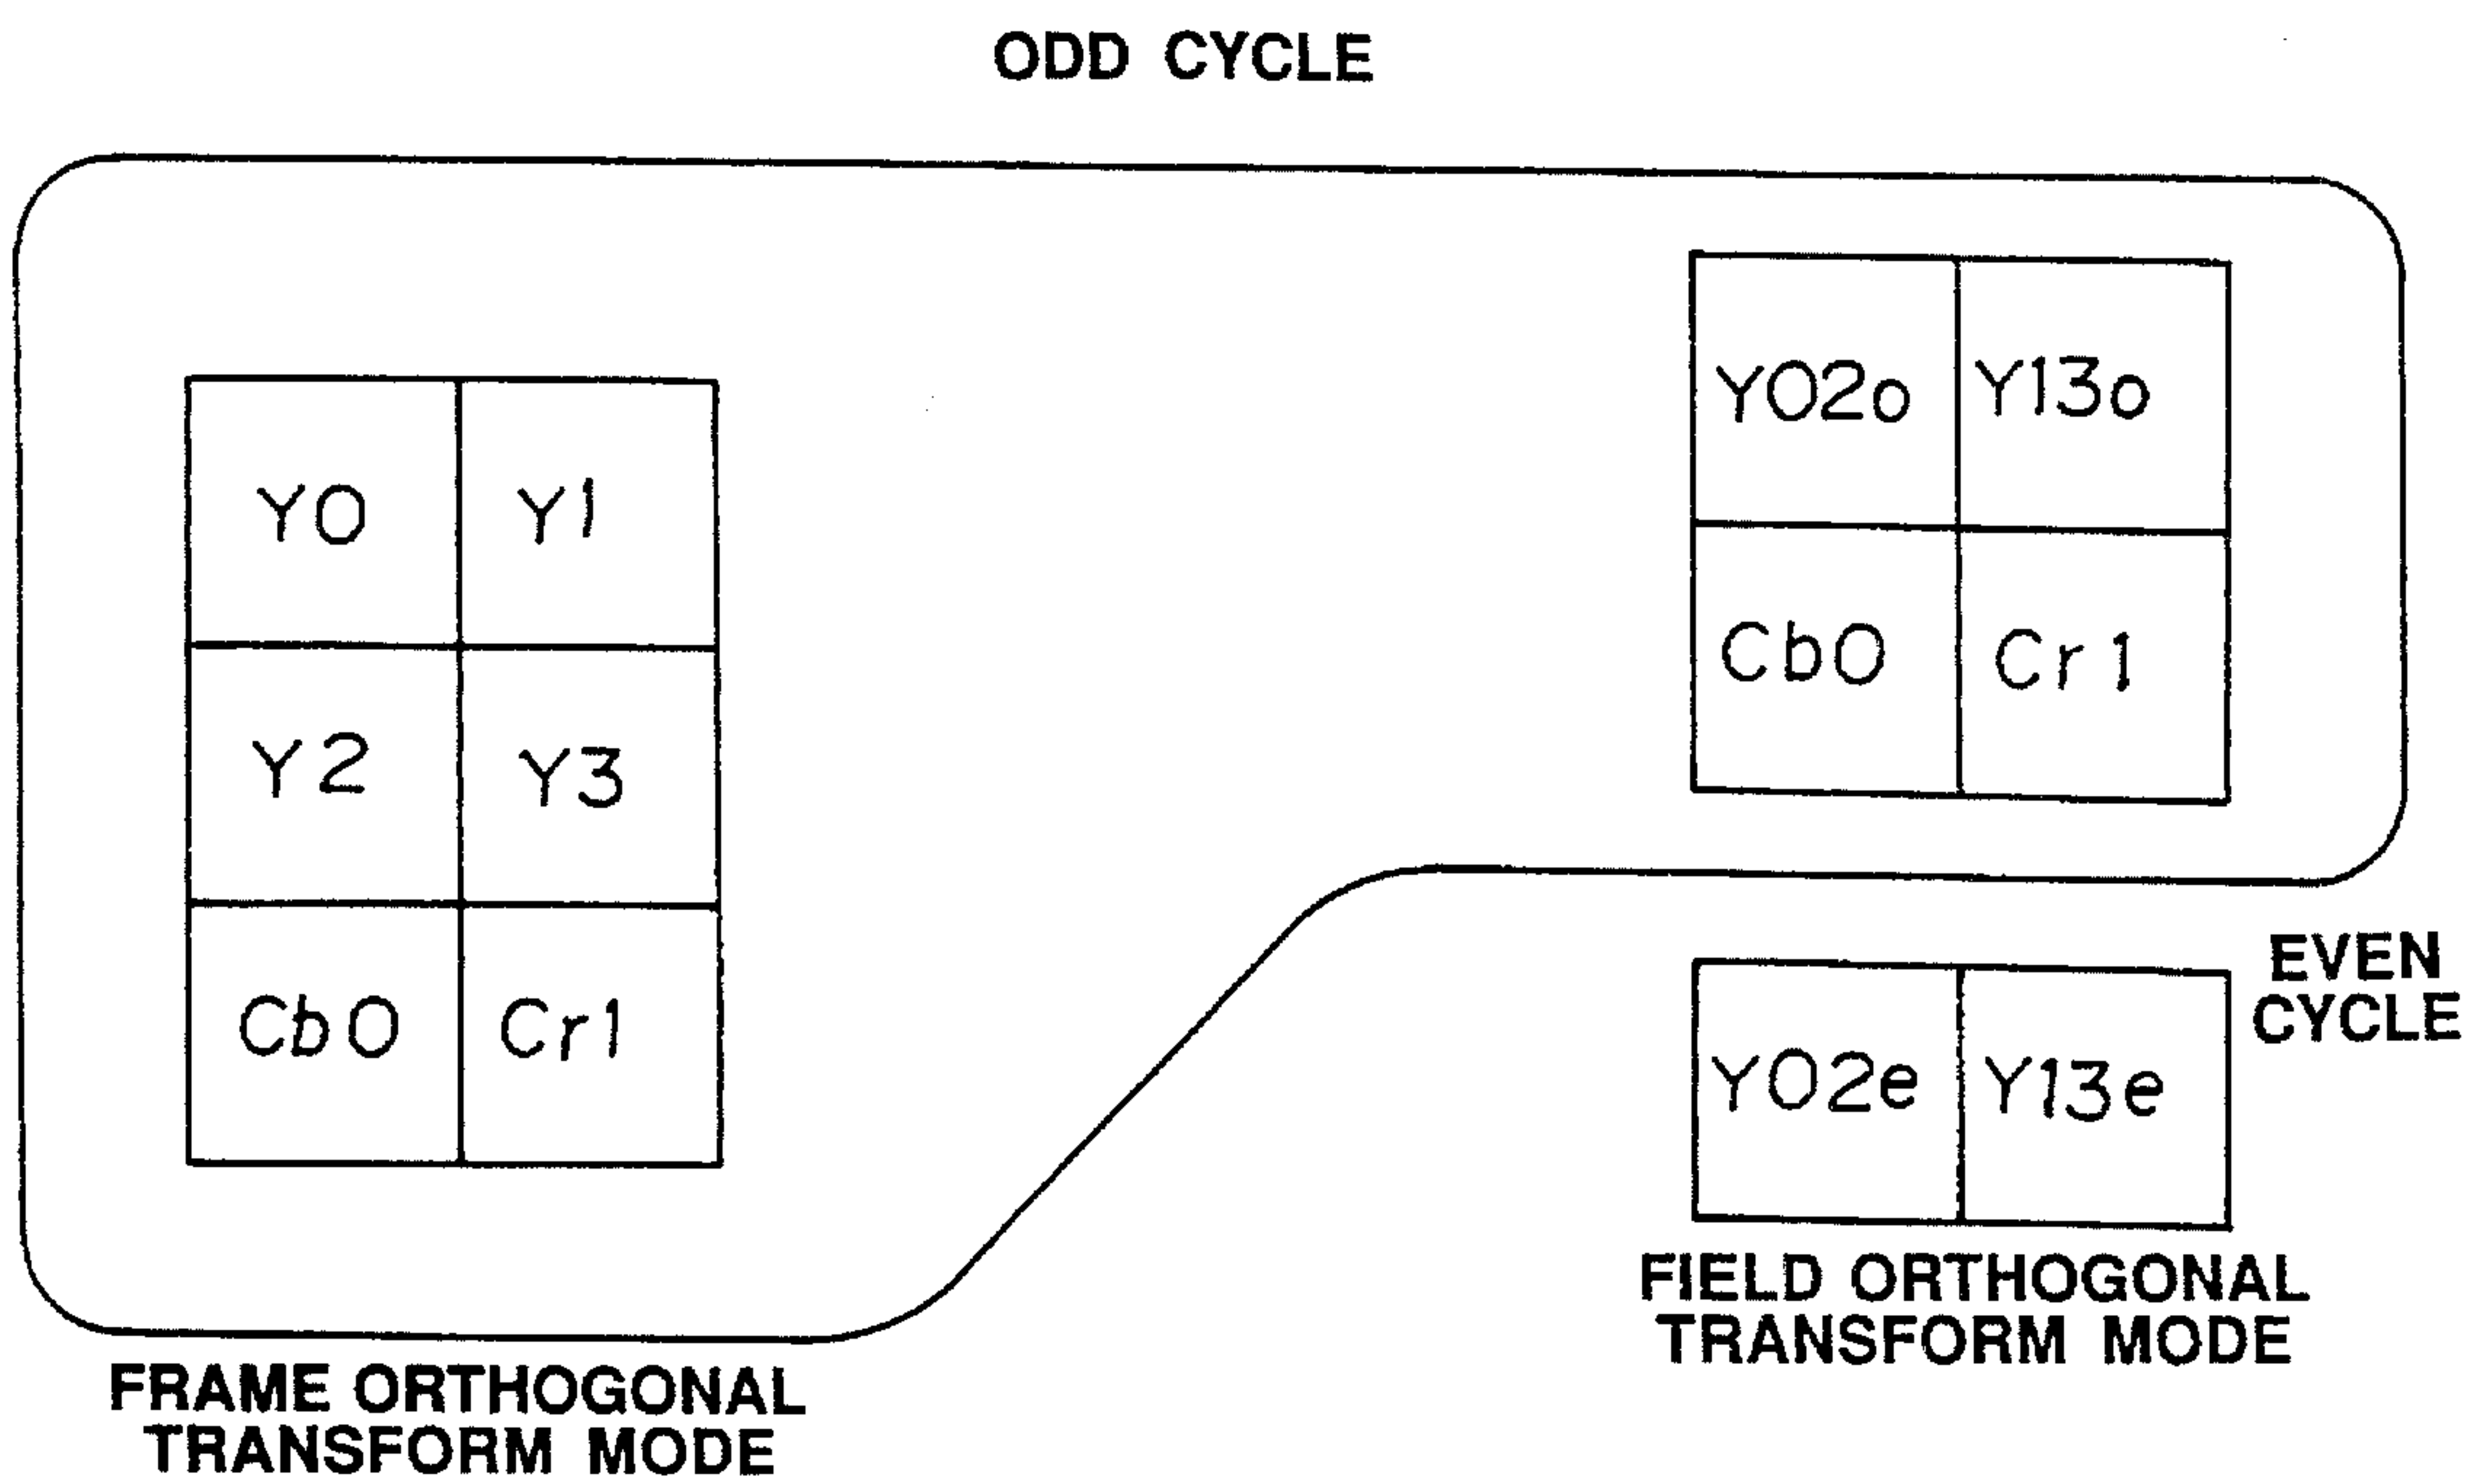 ODD CYCLE
Y0 Y1
Y2 Y3
Cb0 Cr1
FRAME ORTHOGONAL
TRANSFORM MODE
Y02o Y13o
Cb0 Cr1
EVEN
CYCLE
Y02e Y13e
FIELD ORTHOGONAL
TRANSFORM MODE